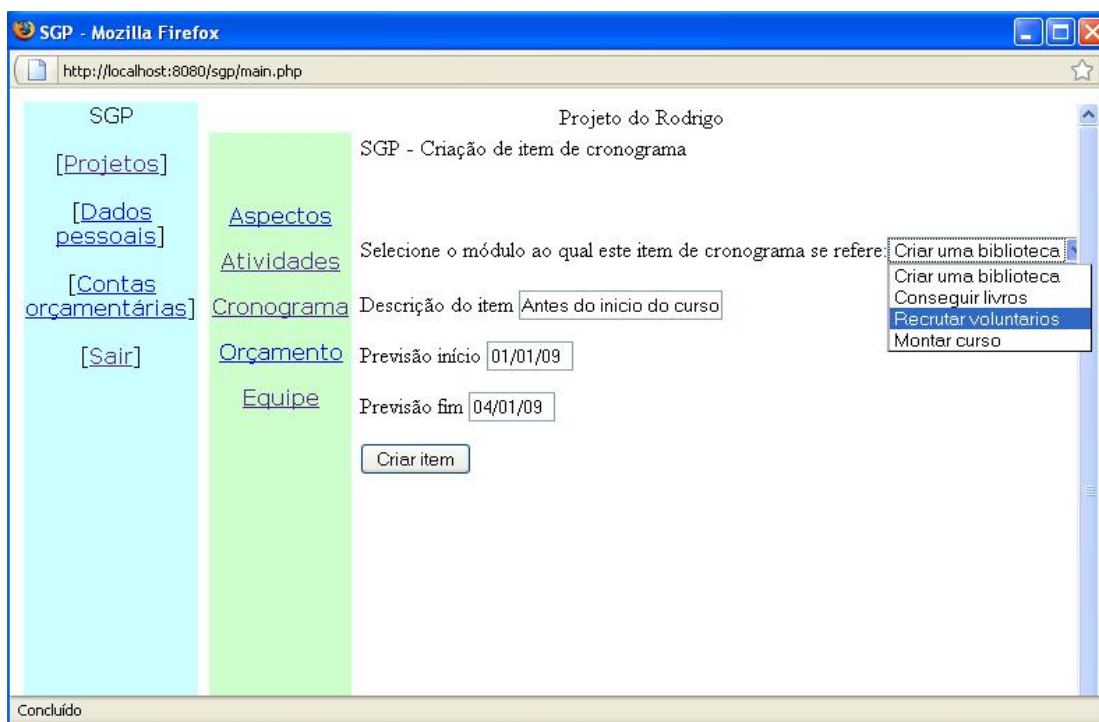 SGP - Mozilla Firefox
http://localhost:8080/sgp/main.php
SGP
[Projetos]
[Dados
pessoais]
[Contas
orçamentárias]
[Sair]
Aspectos
Atividades
Cronograma
Orçamento
Equipe
Projeto do Rodrigo
SGP - Criação de item de cronograma
Selecione o módulo ao qual este item de cronograma se refere: Criar uma biblioteca
Criar uma biblioteca
Conseguir livros
Recrutar voluntarios
Montar curso
Descrição do item Antes do inicio do curso
Previsão início 01/01/09
Previsão fim 04/01/09
Criar item
Concluído